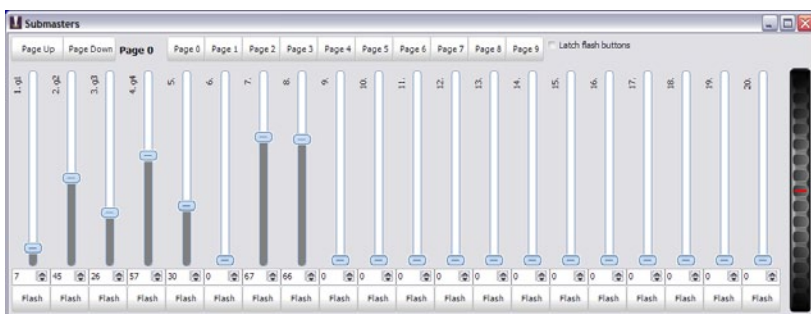 Submasters
Page Up Page Down Page 0 Page 0 Page 1 Page 2 Page 3 Page 4 Page 5 Page 6 Page 7 Page 8 Page 9 Latch flash buttons
1. g1 2. g2 3. g3 4. g4 5. 6. 7. 8. 9. 10. 11. 12. 13. 14. 15. 16. 17. 18. 19. 20.
7 45 26 57 30 0 67 66 0 0 0 0 0 0 0 0 0 0 0 0
Flash Flash Flash Flash Flash Flash Flash Flash Flash Flash Flash Flash Flash Flash Flash Flash Flash Flash Flash Flash